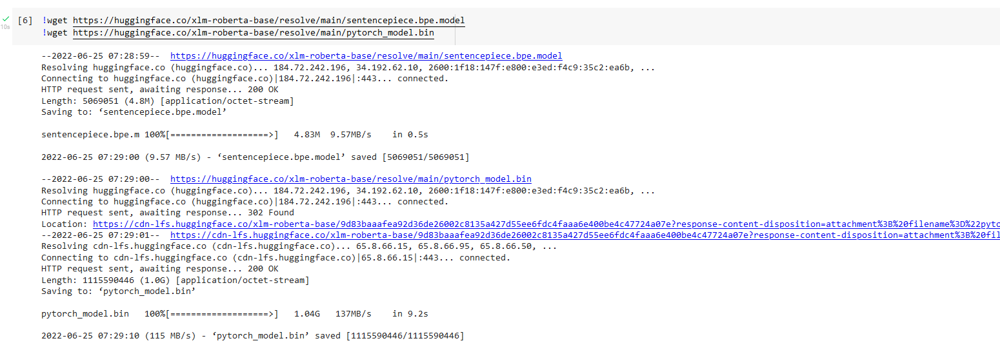 [6] !wget https://huggingface.co/xlm-roberta-base/resolve/main/sentencepiece.bpe.model
10s !wget https://huggingface.co/xlm-roberta-base/resolve/main/pytorch_model.bin
--2022-06-25 07:28:59-- https://huggingface.co/xlm-roberta-base/resolve/main/sentencepiece.bpe.model
Resolving huggingface.co (huggingface.co)... 184.72.242.196, 34.192.62.10, 2600:1f18:147f:e800:e3ed:f4c9:35c2:ea6b, ...
Connecting to huggingface.co (huggingface.co)|184.72.242.196|:443... connected.
HTTP request sent, awaiting response... 200 OK
Length: 5069051 (4.8M) [application/octet-stream]
Saving to: ‘sentencepiece.bpe.model’
sentencepiece.bpe.m 100%[===================>] 4.83M 9.57MB/s in 0.5s
2022-06-25 07:29:00 (9.57 MB/s) - ‘sentencepiece.bpe.model’ saved [5069051/5069051]
--2022-06-25 07:29:00-- https://huggingface.co/xlm-roberta-base/resolve/main/pytorch_model.bin
Resolving huggingface.co (huggingface.co)... 184.72.242.196, 34.192.62.10, 2600:1f18:147f:e800:e3ed:f4c9:35c2:ea6b, ...
Connecting to huggingface.co (huggingface.co)|184.72.242.196|:443... connected.
HTTP request sent, awaiting response... 302 Found
Location: https://cdn-lfs.huggingface.co/xlm-roberta-base/9d83baaafea92d36de26002c8135a427d55ee6fdc4faaa6e400be4c47724a07e?response-content-disposition=attachment%3B%20filename%3D%22pyto
--2022-06-25 07:29:01-- https://cdn-lfs.huggingface.co/xlm-roberta-base/9d83baaafea92d36de26002c8135a427d55ee6fdc4faaa6e400be4c47724a07e?response-content-disposition=attachment%3B%20fil
Resolving cdn-lfs.huggingface.co (cdn-lfs.huggingface.co)... 65.8.66.15, 65.8.66.95, 65.8.66.50, ...
Connecting to cdn-lfs.huggingface.co (cdn-lfs.huggingface.co)|65.8.66.15|:443... connected.
HTTP request sent, awaiting response... 200 OK
Length: 1115590446 (1.0G) [application/octet-stream]
Saving to: ‘pytorch_model.bin’
pytorch_model.bin 100%[===================>] 1.04G 137MB/s in 9.2s
2022-06-25 07:29:10 (115 MB/s) - ‘pytorch_model.bin’ saved [1115590446/1115590446]